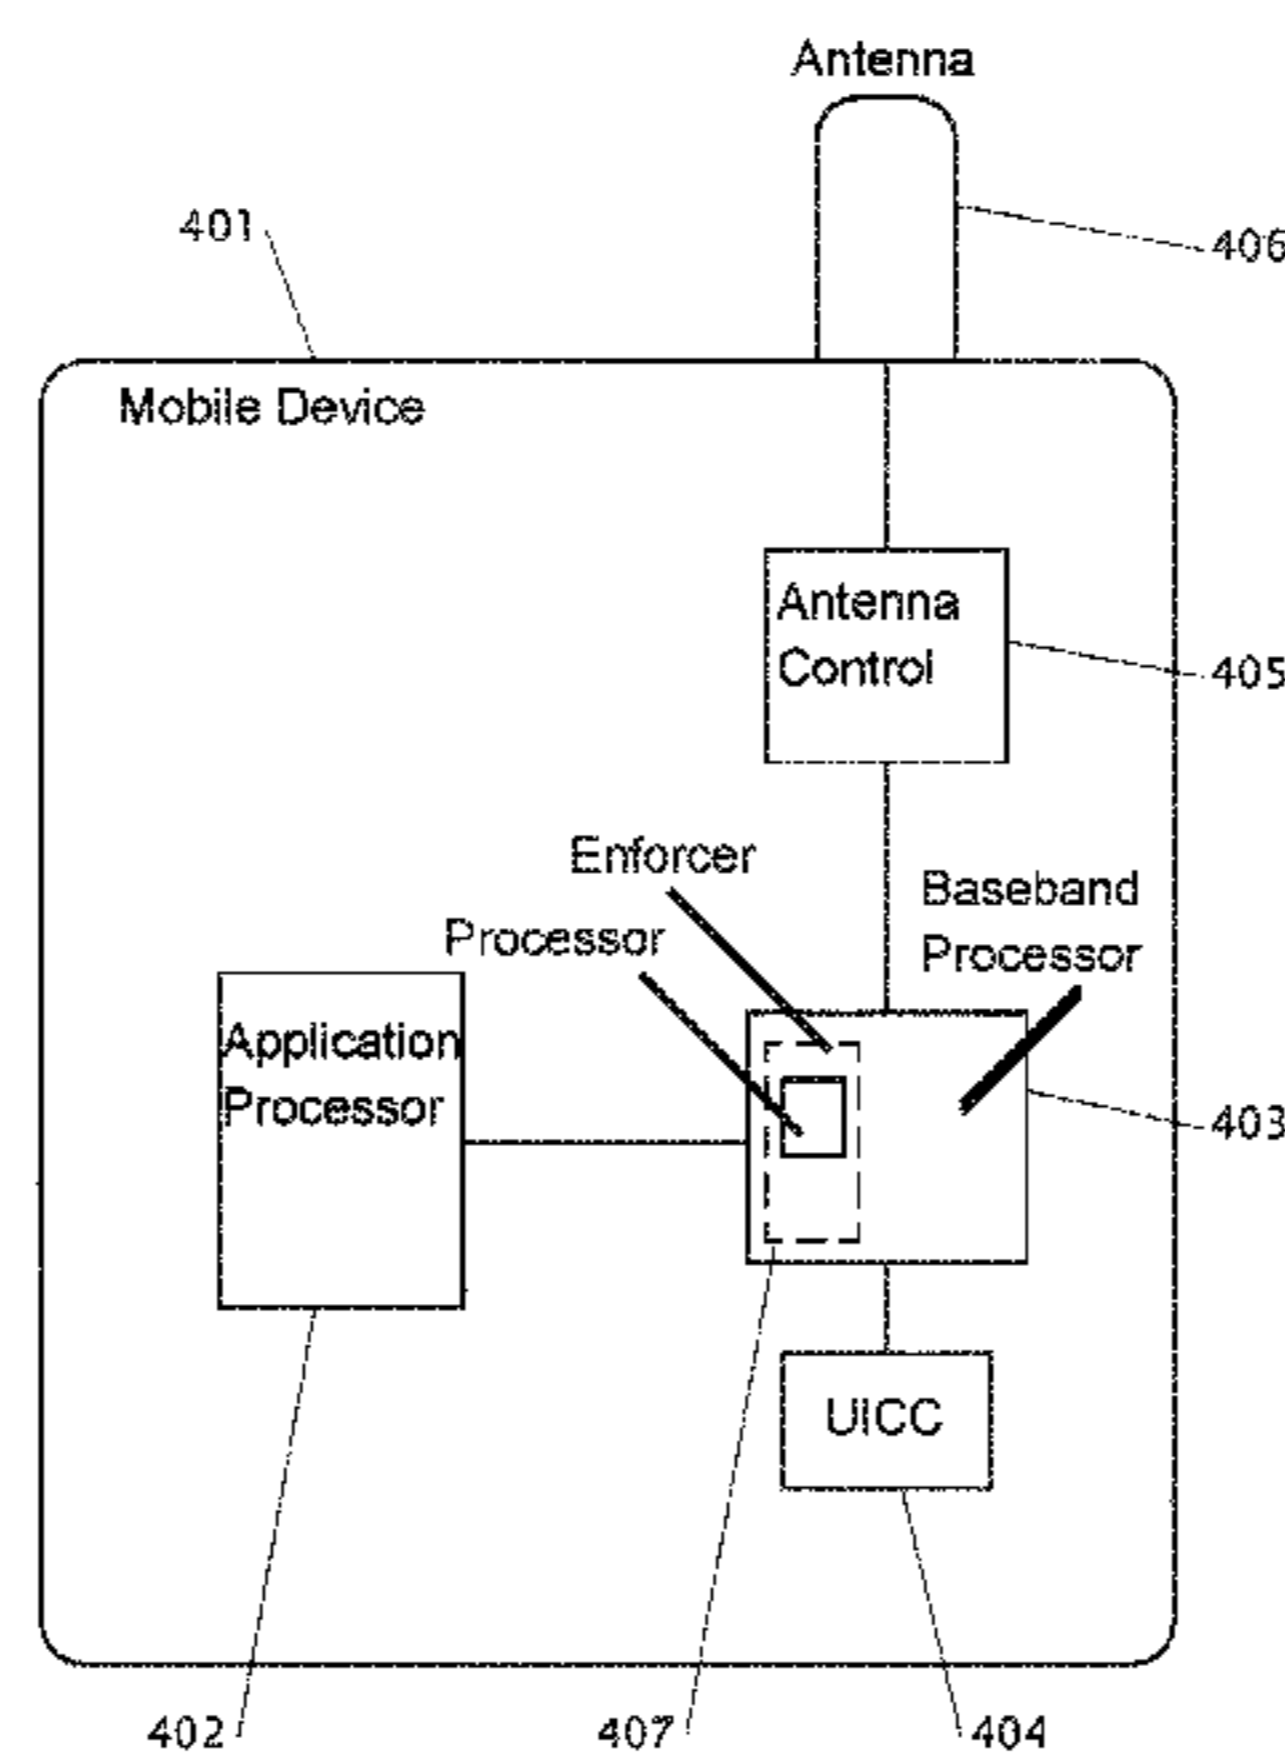 Antenna
401
406
Mobile Device
Antenna
Control
405
Enforcer
Baseband
Processor
Processor
Application
Processor
403
UICC
402
407
404